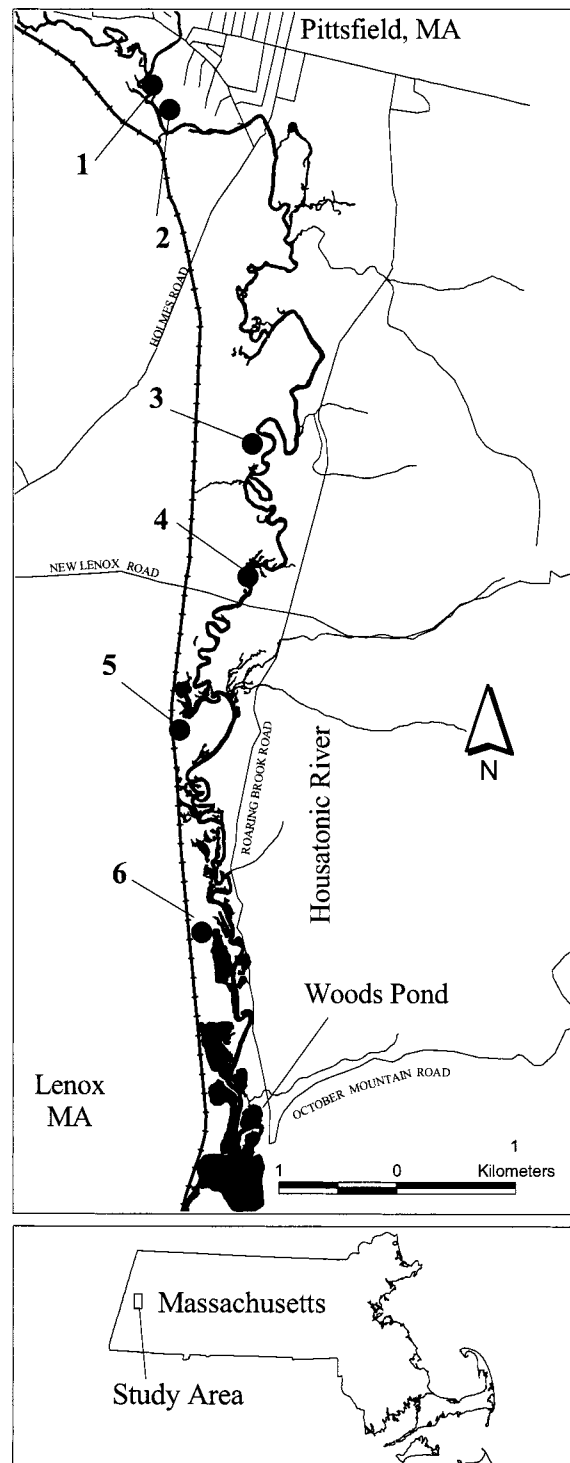 Pittsfield, MA
1
2
HOLMES ROAD
3
4
NEW LENOX ROAD
5
N
ROARING BROOK ROAD
Housatonic River
6
Woods Pond
Lenox
MA
OCTOBER MOUNTAIN ROAD
1 0 1
Kilometers
Massachusetts
Study Area